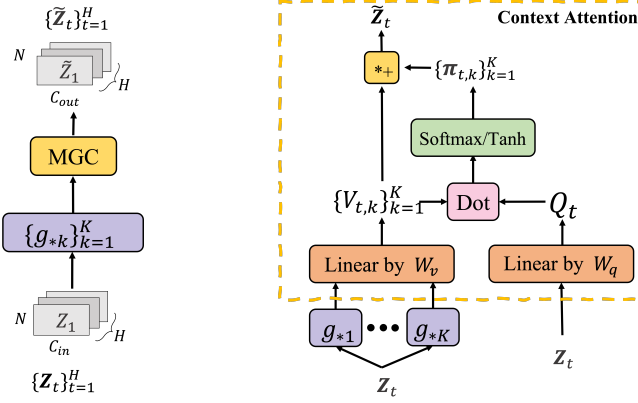 {Z̃_t}_{t=1}^H
N
Z̃_1
H
C_out
MGC
{g_{*k}}_{k=1}^K
N
Z_1
H
C_in
{Z_t}_{t=1}^H
Context Attention
Z̃_t
*+
{π_{t,k}}_{k=1}^K
Softmax/Tanh
{V_{t,k}}_{k=1}^K
Dot
Q_t
Linear by W_v
Linear by W_q
g_{*1}
•••
g_{*K}
Z_t
Z_t